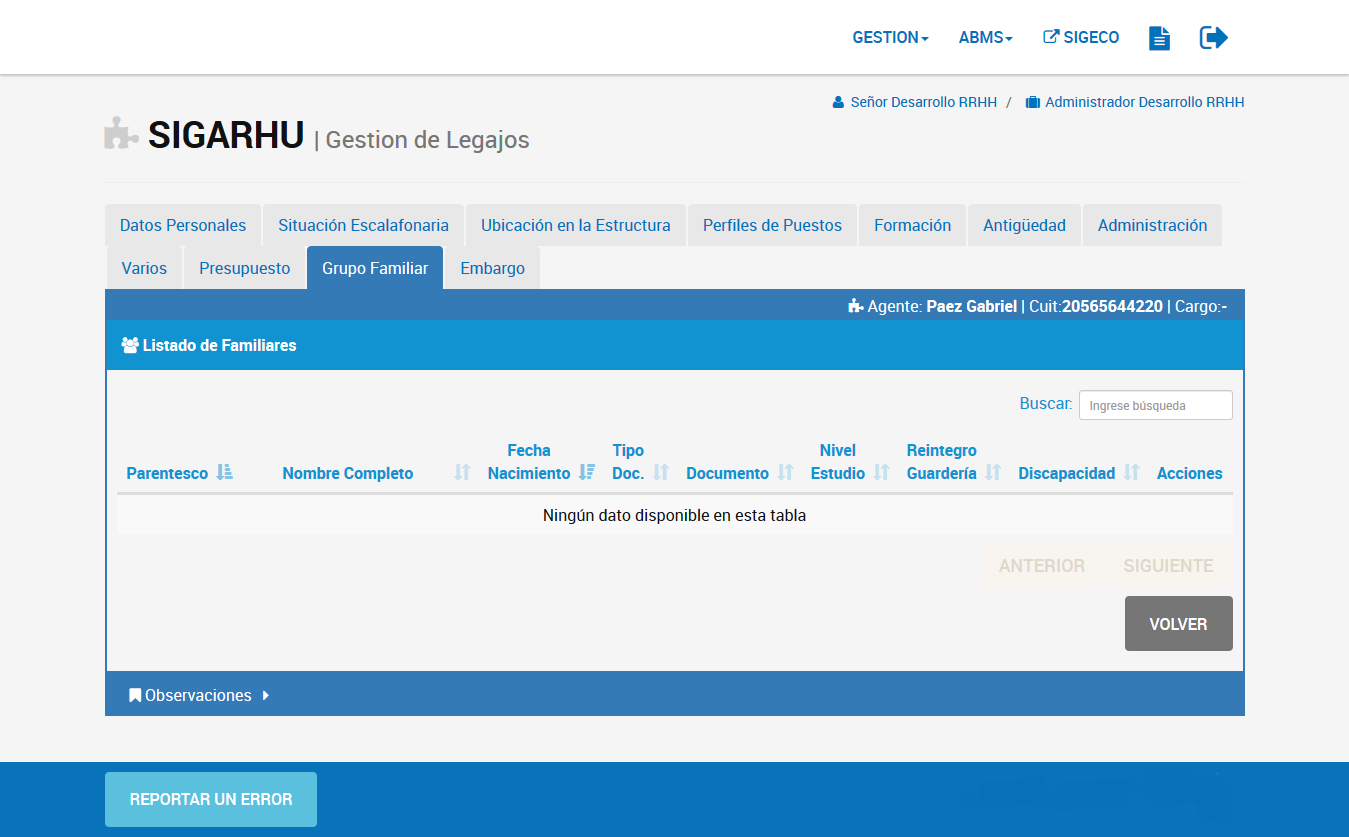 GESTION ABMS SIGECO
Señor Desarrollo RRHH / Administrador Desarrollo RRHH
SIGARHU | Gestion de Legajos
Datos Personales Situación Escalafonaria Ubicación en la Estructura Perfiles de Puestos Formación Antigüedad Administración
Varios Presupuesto Grupo Familiar Embargo
Agente: Paez Gabriel | Cuit:20565644220 | Cargo:-
Listado de Familiares
Buscar: Ingrese búsqueda
Parentesco Nombre Completo Fecha Nacimiento Tipo Doc. Documento Nivel Estudio Reintegro Guardería Discapacidad Acciones
Ningún dato disponible en esta tabla
ANTERIOR SIGUIENTE
VOLVER
Observaciones
REPORTAR UN ERROR